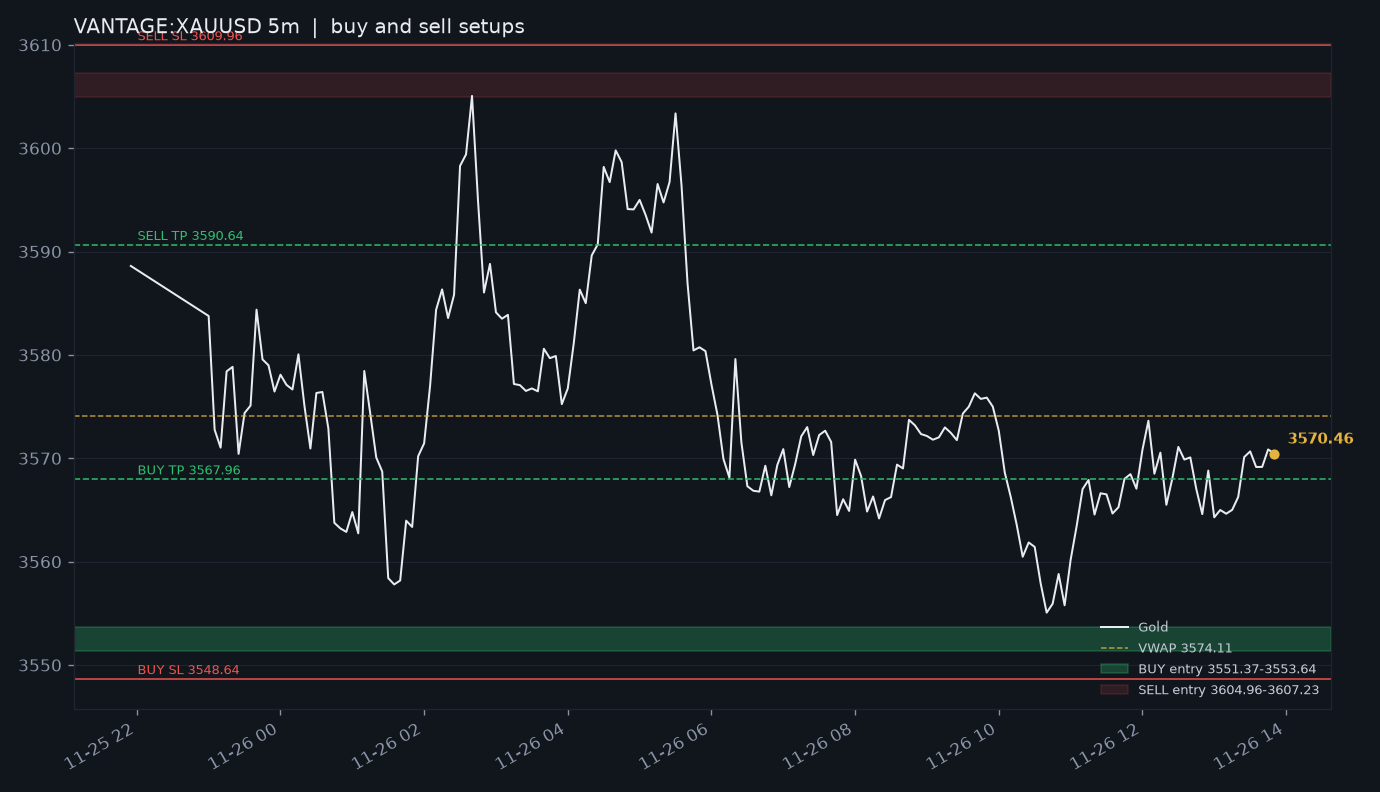 VANTAGE:XAUUSD 5m | buy and sell setups
SELL SL 3609.96
3610
3600
SELL TP 3590.64
3590
3580
3570.46
3570
BUY TP 3567.96
3560
Gold
VWAP 3574.11
BUY entry 3551.37-3553.64
SELL entry 3604.96-3607.23
3550
BUY SL 3548.64
11-25 22
11-26 00
11-26 02
11-26 04
11-26 06
11-26 08
11-26 10
11-26 12
11-26 14